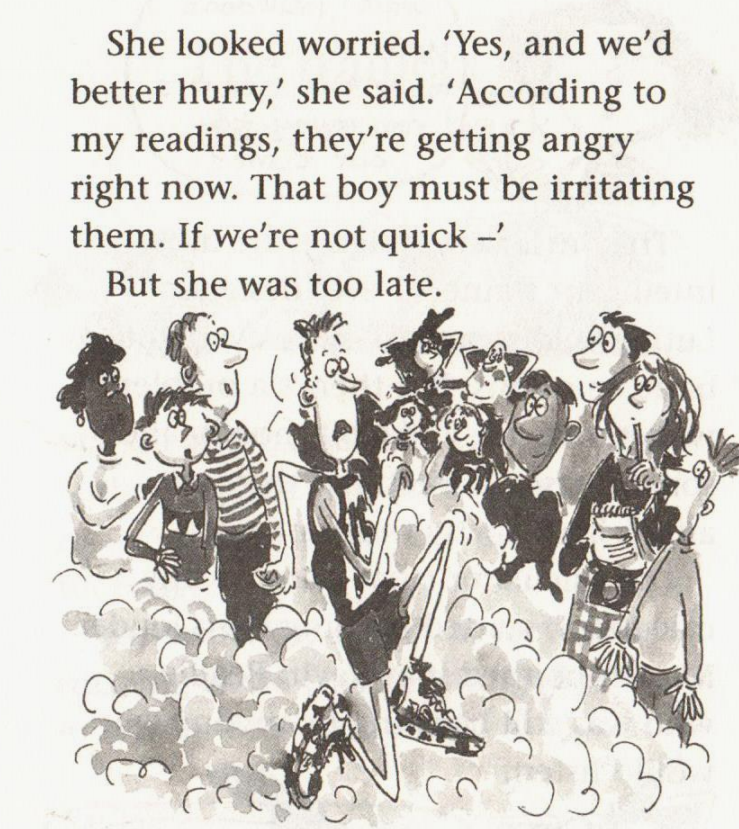 She looked worried. ‘Yes, and we’d
better hurry,’ she said. ‘According to
my readings, they’re getting angry
right now. That boy must be irritating
them. If we’re not quick –’
But she was too late.